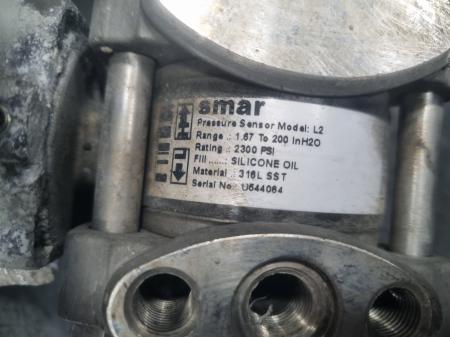 smar
Pressure Sensor Model: L2
Range .: 1.67 To 200 InH2O
Rating .: 2300 PSI
Fill ......: SILICONE OIL
Material .: 316L SST
Serial No.: U644064